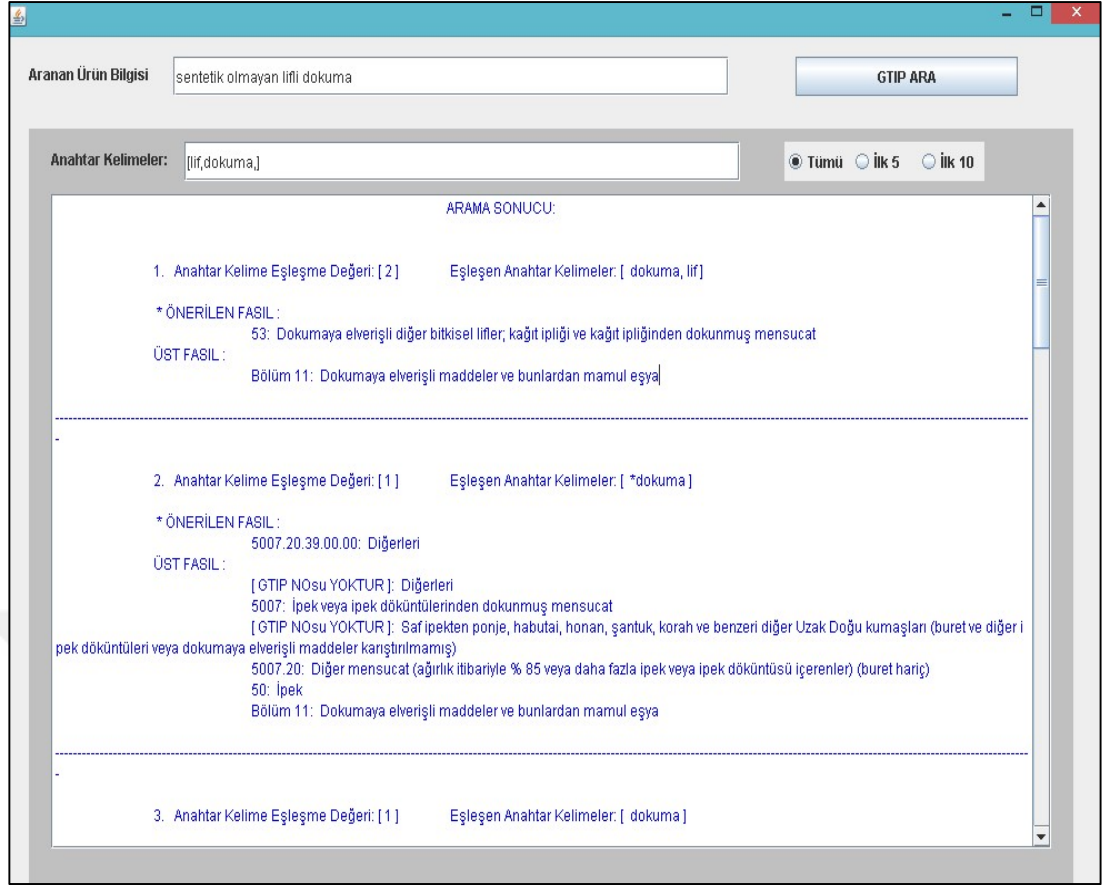 Aranan Ürün Bilgisi
sentetik olmayan lifli dokuma
GTIP ARA
Anahtar Kelimeler:
[lif,dokuma,]
Tümü İlk 5 İlk 10
ARAMA SONUCU:
1. Anahtar Kelime Eşleşme Değeri: [ 2 ] Eşleşen Anahtar Kelimeler: [ dokuma, lif ]
* ÖNERİLEN FASIL :
53: Dokumaya elverişli diğer bitkisel lifler; kağıt ipliği ve kağıt ipliğinden dokunmuş mensucat
ÜST FASIL :
Bölüm 11: Dokumaya elverişli maddeler ve bunlardan mamul eşya
-
2. Anahtar Kelime Eşleşme Değeri: [ 1 ] Eşleşen Anahtar Kelimeler: [ *dokuma ]
* ÖNERİLEN FASIL :
5007.20.39.00.00: Diğerleri
ÜST FASIL :
[ GTIP NOsu YOKTUR ]: Diğerleri
5007: İpek veya ipek döküntülerinden dokunmuş mensucat
[ GTIP NOsu YOKTUR ]: Saf ipekten ponje, habutai, honan, şantuk, korah ve benzeri diğer Uzak Doğu kumaşları (buret ve diğer i
pek döküntüleri veya dokumaya elverişli maddeler karıştırılmamış)
5007.20: Diğer mensucat (ağırlık itibariyle % 85 veya daha fazla ipek veya ipek döküntüsü içerenler) (buret hariç)
50: İpek
Bölüm 11: Dokumaya elverişli maddeler ve bunlardan mamul eşya
-
3. Anahtar Kelime Eşleşme Değeri: [ 1 ] Eşleşen Anahtar Kelimeler: [ dokuma ]